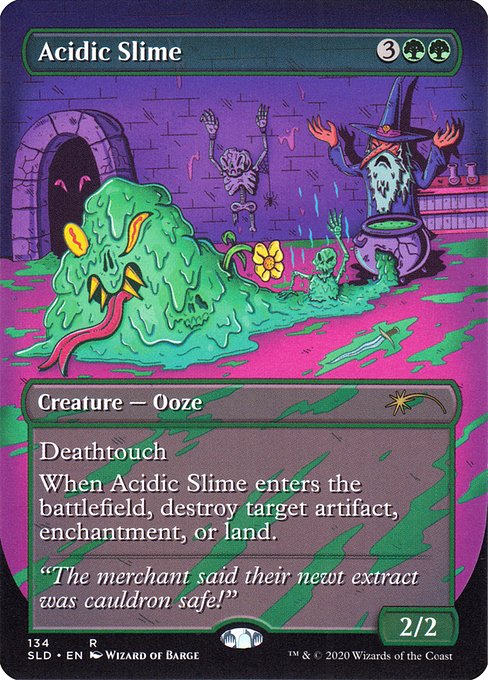 Acidic Slime 3
Creature — Ooze
Deathtouch
When Acidic Slime enters the
battlefield, destroy target artifact,
enchantment, or land.
“The merchant said their newt extract
was cauldron safe!”
2/2
134 R
SLD • EN Wizard of Barge ™ & © 2020 Wizards of the Coast